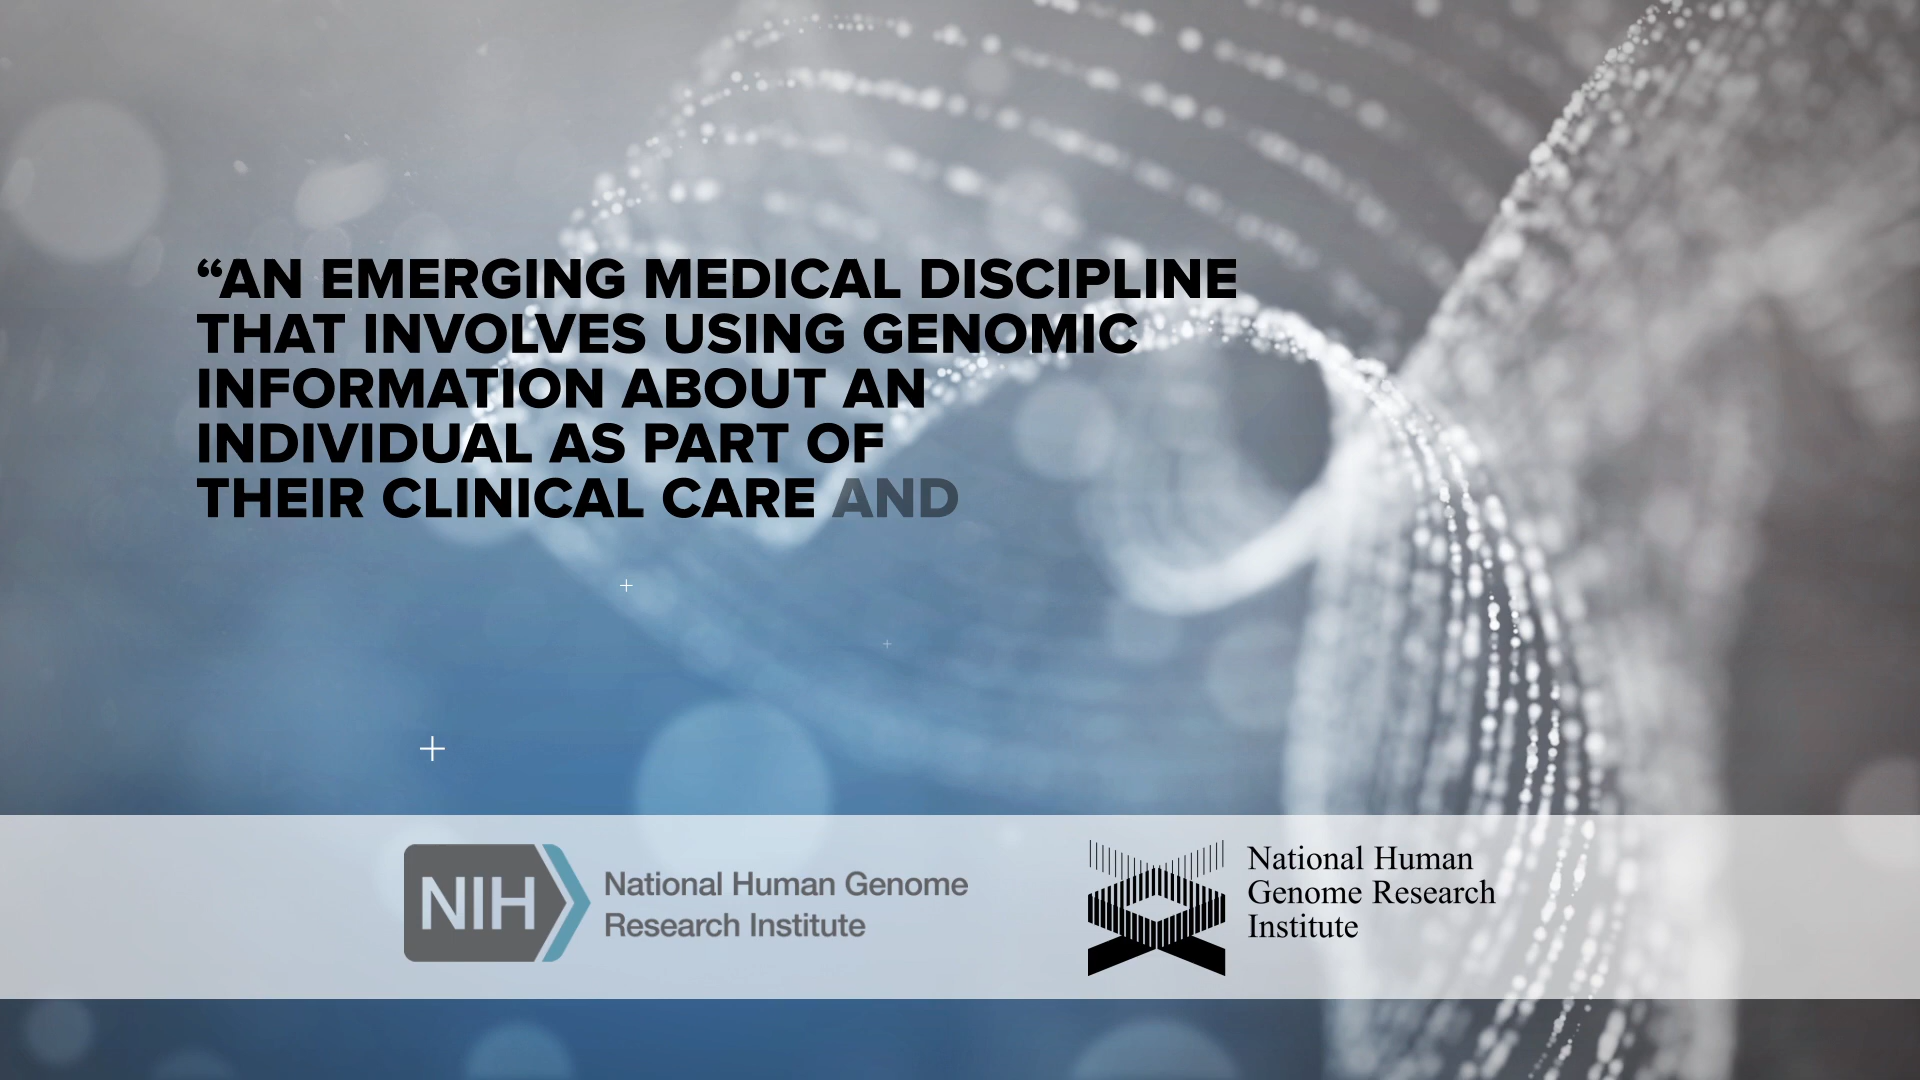 “AN EMERGING MEDICAL DISCIPLINE
THAT INVOLVES USING GENOMIC
INFORMATION ABOUT AN
INDIVIDUAL AS PART OF
THEIR CLINICAL CARE AND
NIH
National Human Genome
Research Institute
National Human
Genome Research
Institute